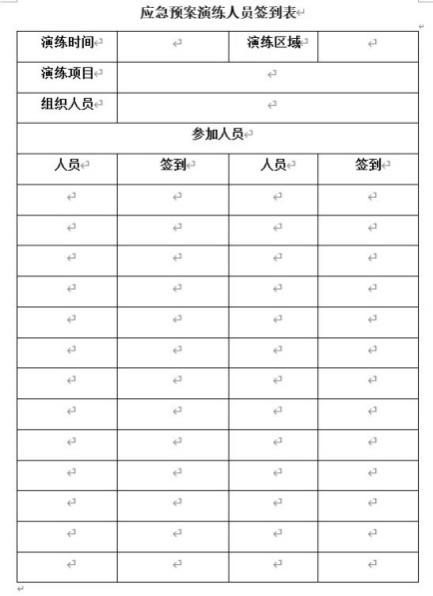 应急预案演练人员签到表
演练时间 演练区域
演练项目
组织人员
参加人员
人员 签到 人员 签到